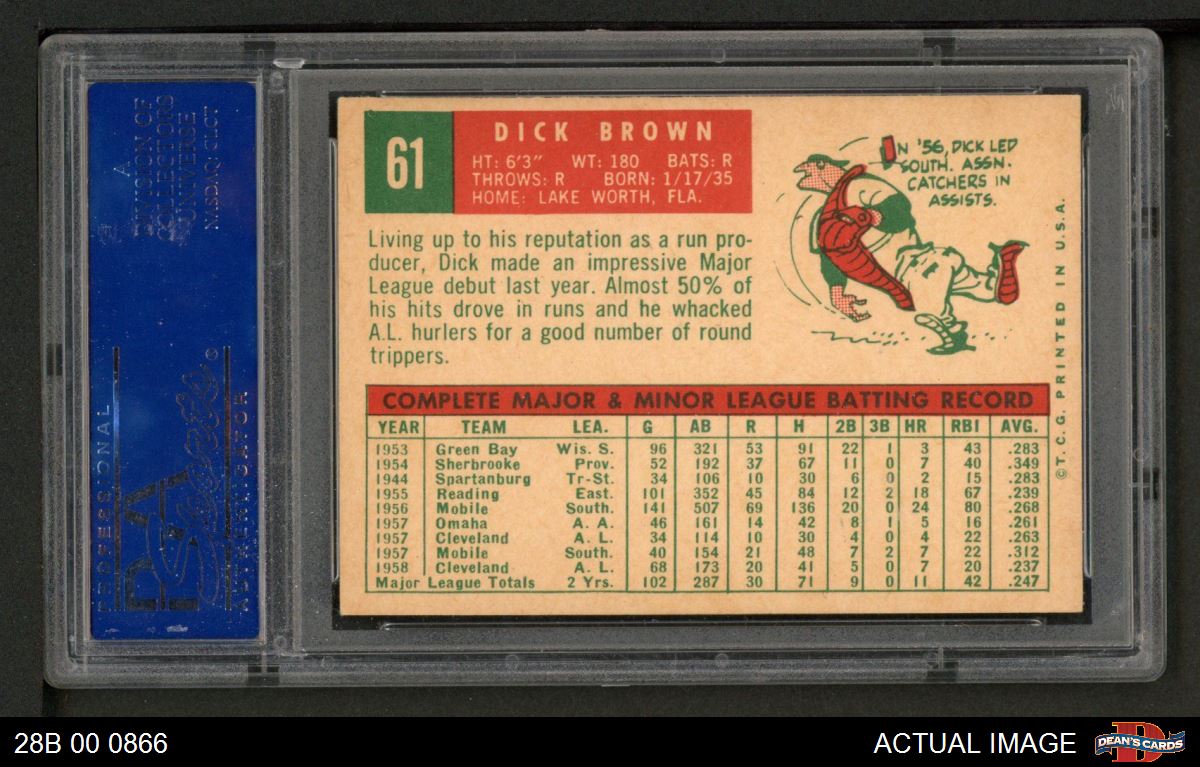 61
DICK BROWN
HT: 6'3" WT: 180 BATS: R
THROWS: R BORN: 1/17/35
HOME: LAKE WORTH, FLA.
Living up to his reputation as a run pro-
ducer, Dick made an impressive Major
League debut last year. Almost 50% of
his hits drove in runs and he whacked
A.L. hurlers for a good number of round
trippers.
IN '56, DICK LED
SOUTH. ASSN.
CATCHERS IN
ASSISTS.
©T.C.G. PRINTED IN U.S.A.
COMPLETE MAJOR & MINOR LEAGUE BATTING RECORD
YEAR TEAM LEA. G AB R H 2B 3B HR RBI AVG.
1953 Green Bay Wis. S. 96 321 53 91 22 1 3 43 .283
1954 Sherbrooke Prov. 52 192 37 67 11 0 7 40 .349
1944 Spartanburg Tr-St. 34 106 10 30 6 0 2 15 .283
1955 Reading East. 101 352 45 84 12 2 18 67 .239
1956 Mobile South. 141 507 69 136 20 0 24 80 .268
1957 Omaha A. A. 46 161 14 42 8 1 5 16 .261
1957 Cleveland A. L. 34 114 10 30 4 0 4 22 .263
1957 Mobile South. 40 154 21 48 7 2 7 22 .312
1958 Cleveland A. L. 68 173 20 41 5 0 7 20 .237
Major League Totals 2 Yrs. 102 287 30 71 9 0 11 42 .247
A
DIVISION OF
COLLECTORS
UNIVERSE
NASDAQ: CLCT
PROFESSIONAL
PSA
Sports
AUTHENTICATOR
28B 00 0866
ACTUAL IMAGE
DEAN'S CARDS